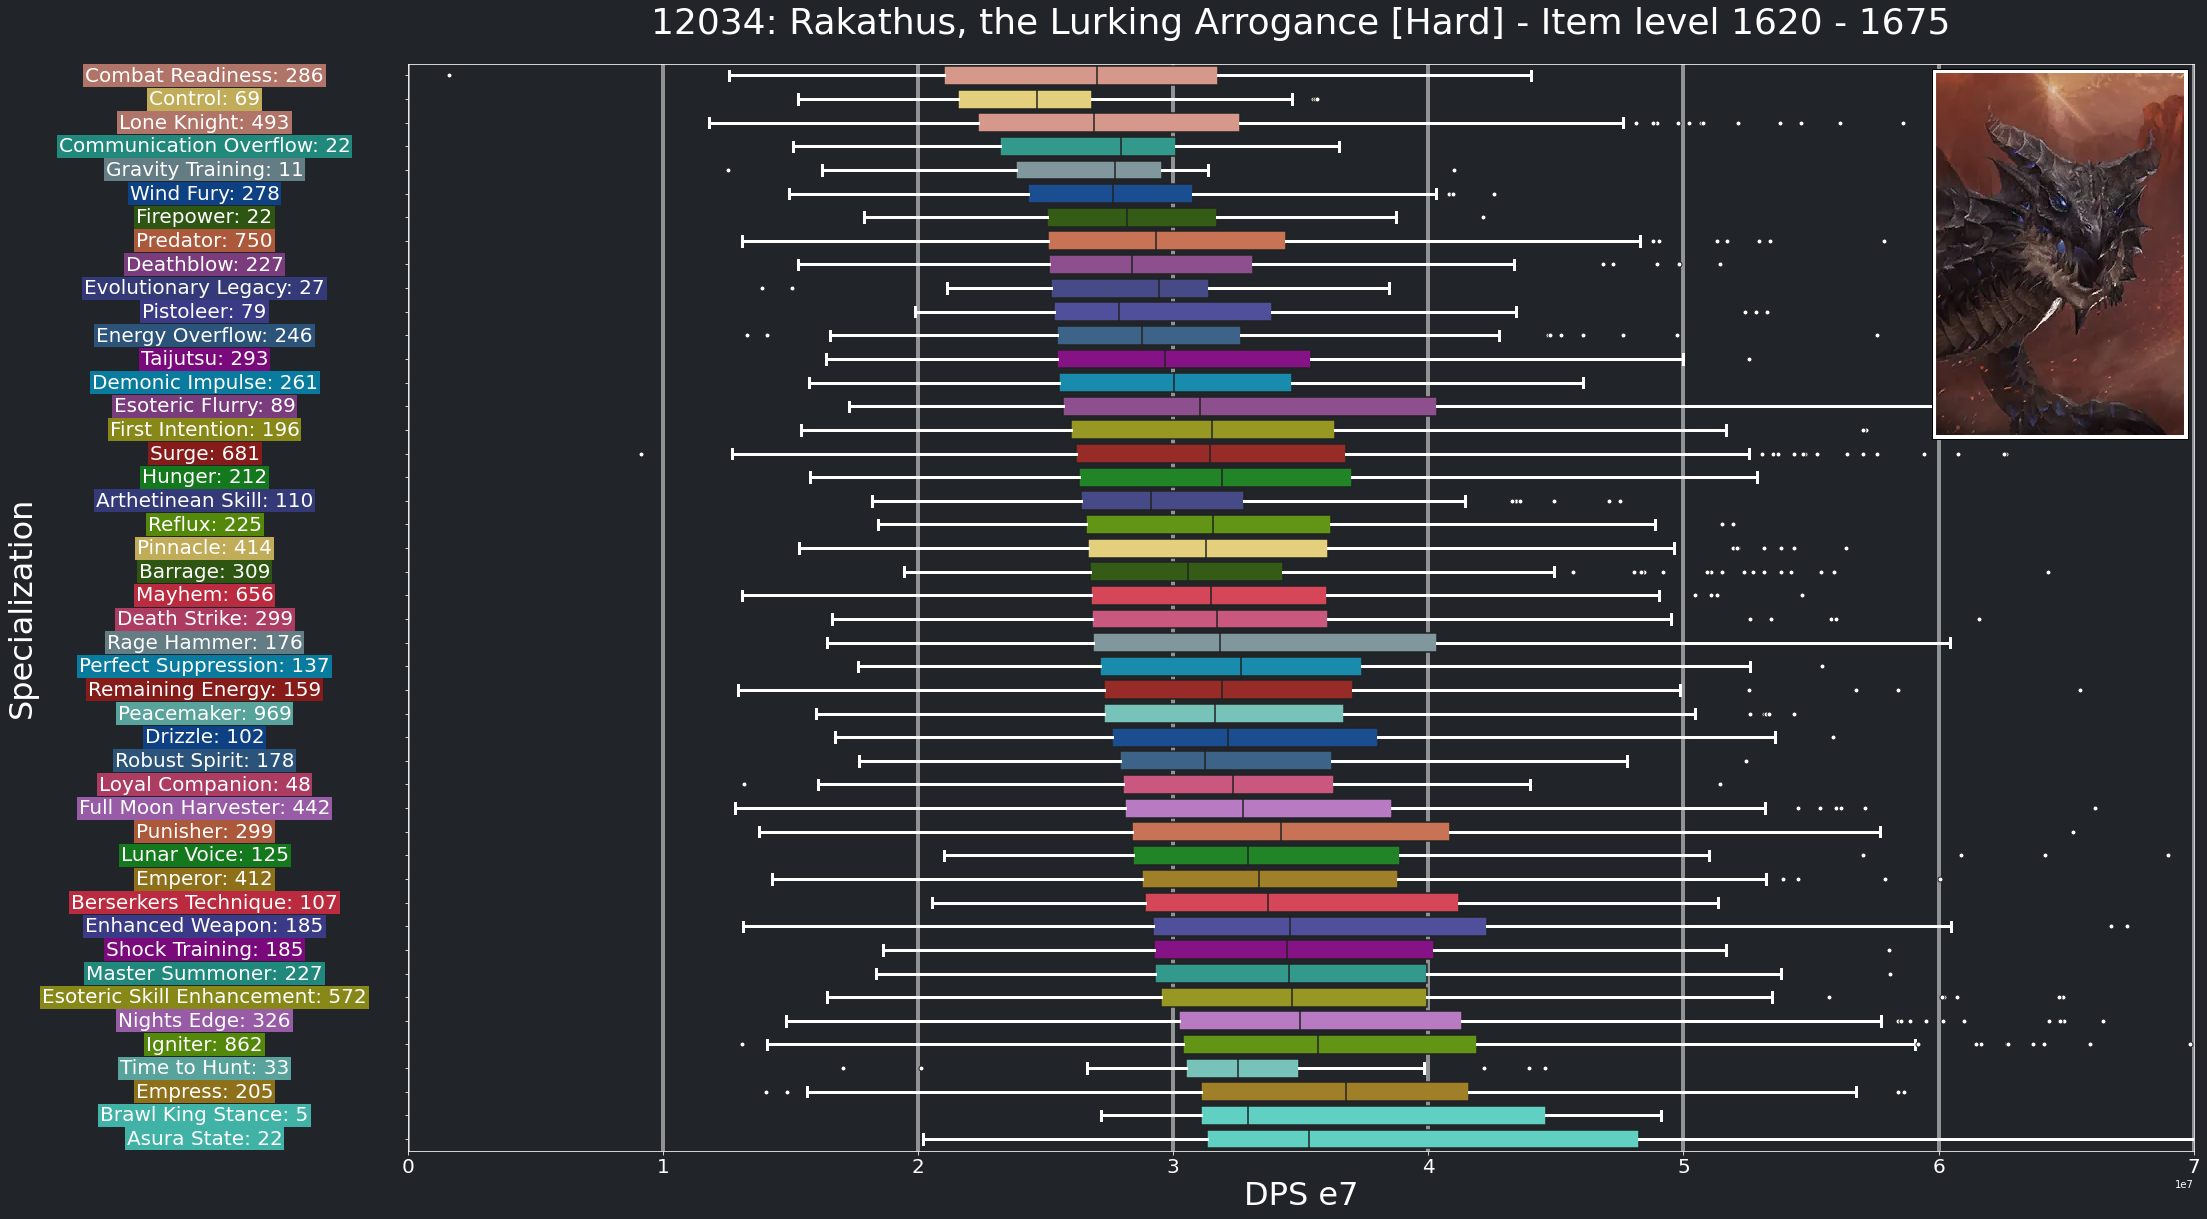 12034: Rakathus, the Lurking Arrogance [Hard] - Item level 1620 - 1675
Combat Readiness: 286
Control: 69
Lone Knight: 493
Communication Overflow: 22
Gravity Training: 11
Wind Fury: 278
Firepower: 22
Predator: 750
Deathblow: 227
Evolutionary Legacy: 27
Pistoleer: 79
Energy Overflow: 246
Taijutsu: 293
Demonic Impulse: 261
Esoteric Flurry: 89
First Intention: 196
Surge: 681
Hunger: 212
Arthetinean Skill: 110
Reflux: 225
Pinnacle: 414
Barrage: 309
Mayhem: 656
Death Strike: 299
Rage Hammer: 176
Perfect Suppression: 137
Remaining Energy: 159
Peacemaker: 969
Drizzle: 102
Robust Spirit: 178
Loyal Companion: 48
Full Moon Harvester: 442
Punisher: 299
Lunar Voice: 125
Emperor: 412
Berserkers Technique: 107
Enhanced Weapon: 185
Shock Training: 185
Master Summoner: 227
Esoteric Skill Enhancement: 572
Nights Edge: 326
Igniter: 862
Time to Hunt: 33
Empress: 205
Brawl King Stance: 5
Asura State: 22
Specialization
0 1 2 3 4 5 6 7
DPS e7
1e7